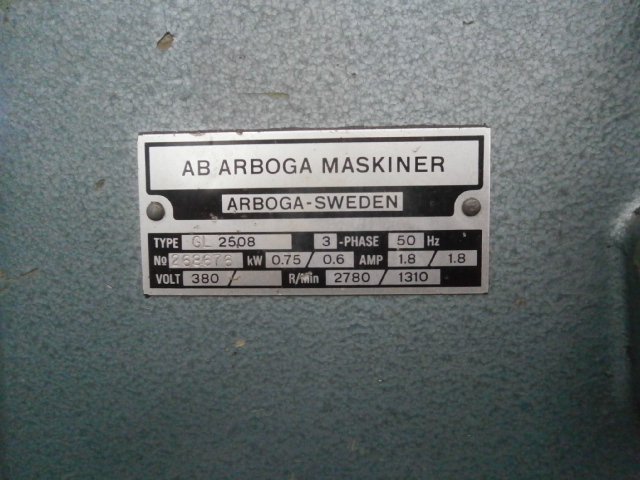 AB ARBOGA MASKINER
ARBOGA-SWEDEN
TYPE GL 2508 3 -PHASE 50 Hz
No 268676 kW 0.75 / 0.6 AMP 1.8 / 1.8
VOLT 380 / R/Min 2780 / 1310